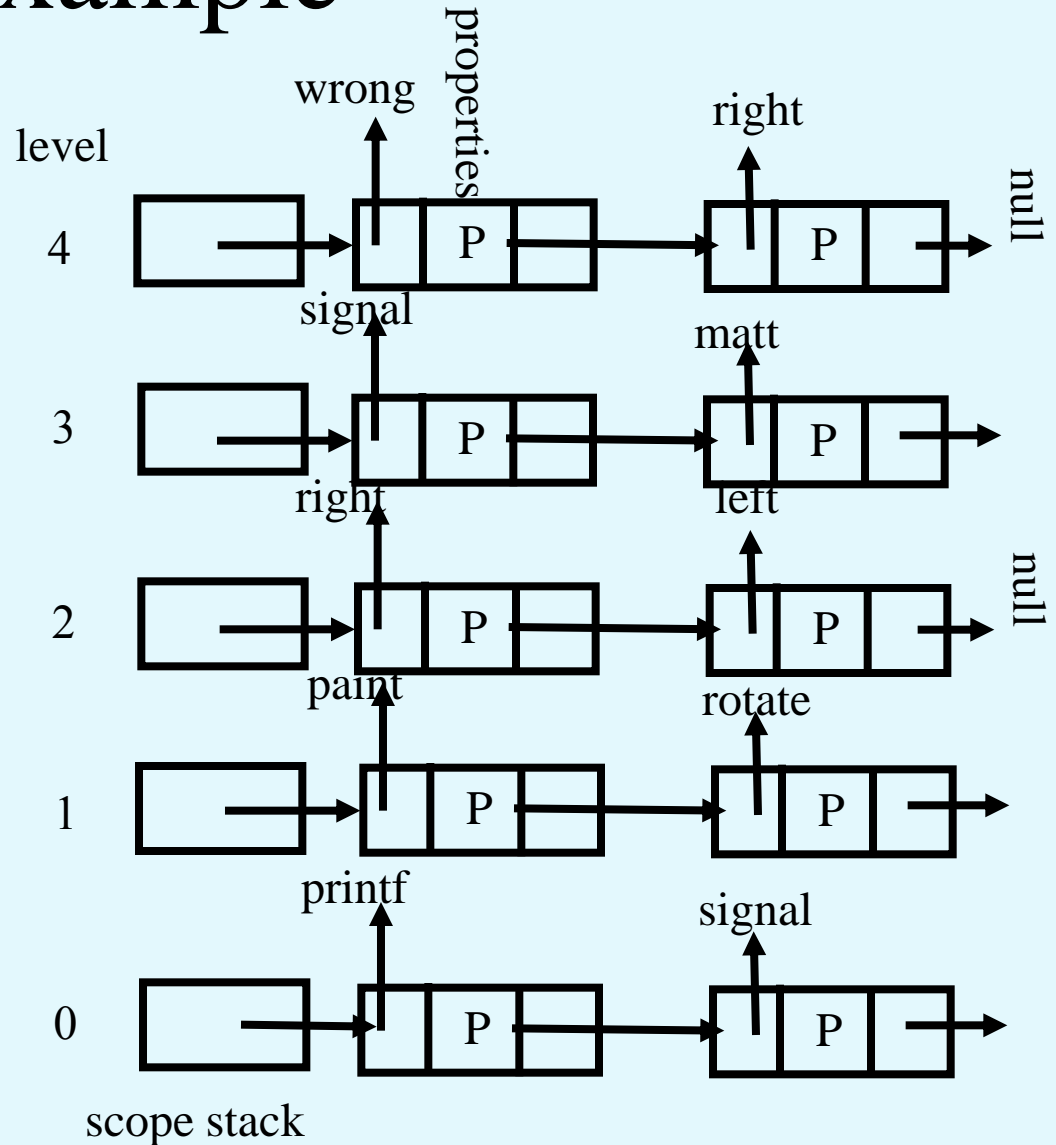 properties
wrong
right
level
null
4
P
P
signal
matt
3
P
P
right
left
null
2
P
P
paint
rotate
1
P
P
printf
signal
0
P
P
scope stack